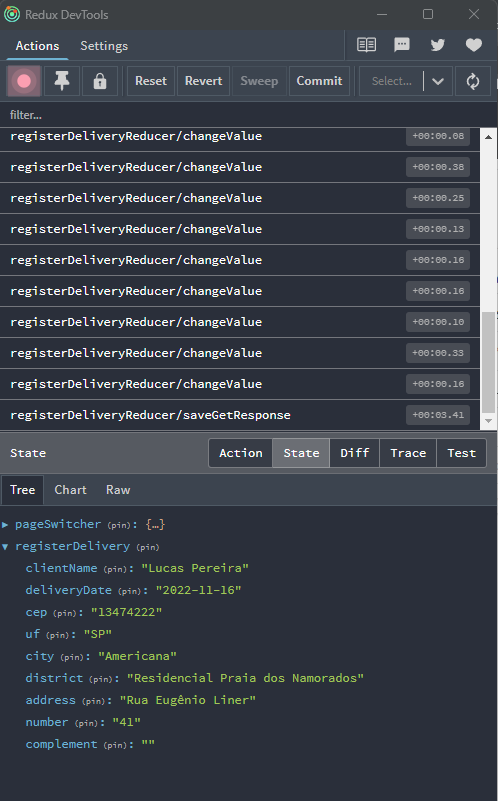 Redux DevTools
Actions Settings
Reset Revert Sweep Commit Select...
filter...
registerDeliveryReducer/changeValue +00:00.08
registerDeliveryReducer/changeValue +00:00.38
registerDeliveryReducer/changeValue +00:00.25
registerDeliveryReducer/changeValue +00:00.13
registerDeliveryReducer/changeValue +00:00.16
registerDeliveryReducer/changeValue +00:00.16
registerDeliveryReducer/changeValue +00:00.10
registerDeliveryReducer/changeValue +00:00.33
registerDeliveryReducer/changeValue +00:00.16
registerDeliveryReducer/saveGetResponse +00:03.41
State Action State Diff Trace Test
Tree Chart Raw
pageSwitcher (pin): {…}
registerDelivery (pin)
clientName (pin): "Lucas Pereira"
deliveryDate (pin): "2022-11-16"
cep (pin): "13474222"
uf (pin): "SP"
city (pin): "Americana"
district (pin): "Residencial Praia dos Namorados"
address (pin): "Rua Eugênio Liner"
number (pin): "41"
complement (pin): ""